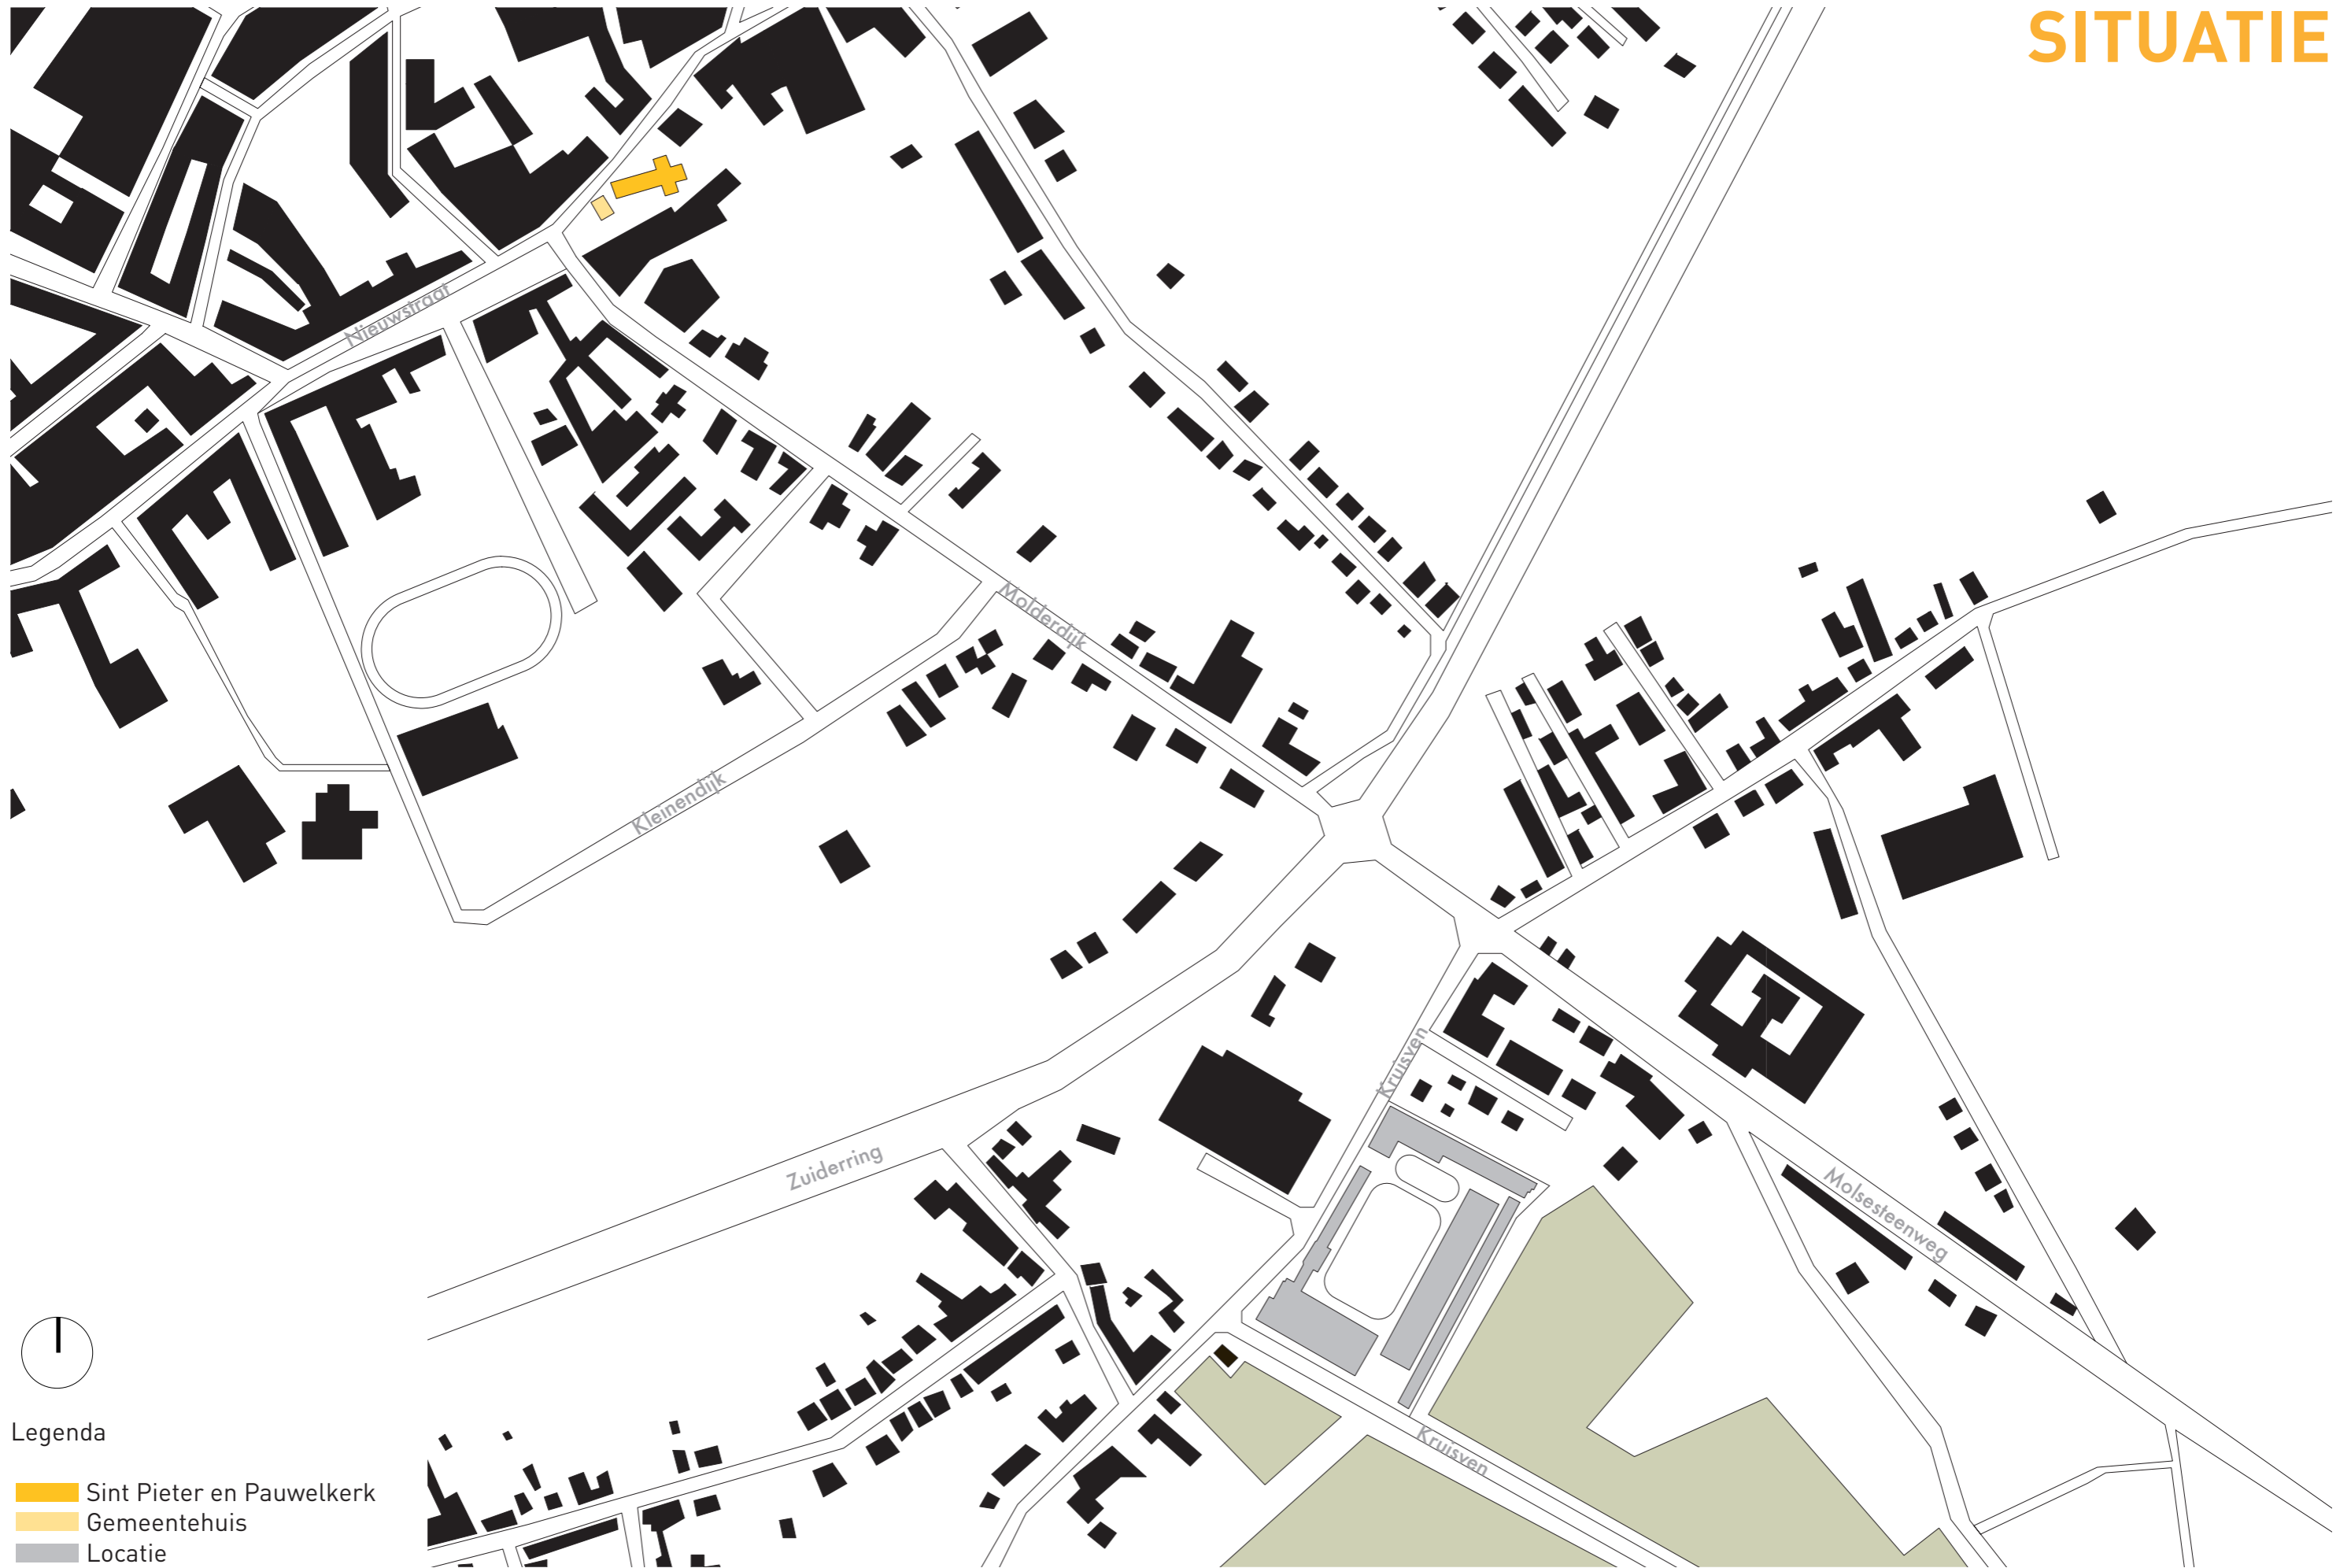 SITUATIE
Nieuwstraat
Molderdijk
Kleinendijk
Kruisven
Zuiderring
Molsesteenweg
Kruisven
Legenda
Sint Pieter en Pauwelkerk
Gemeentehuis
Locatie